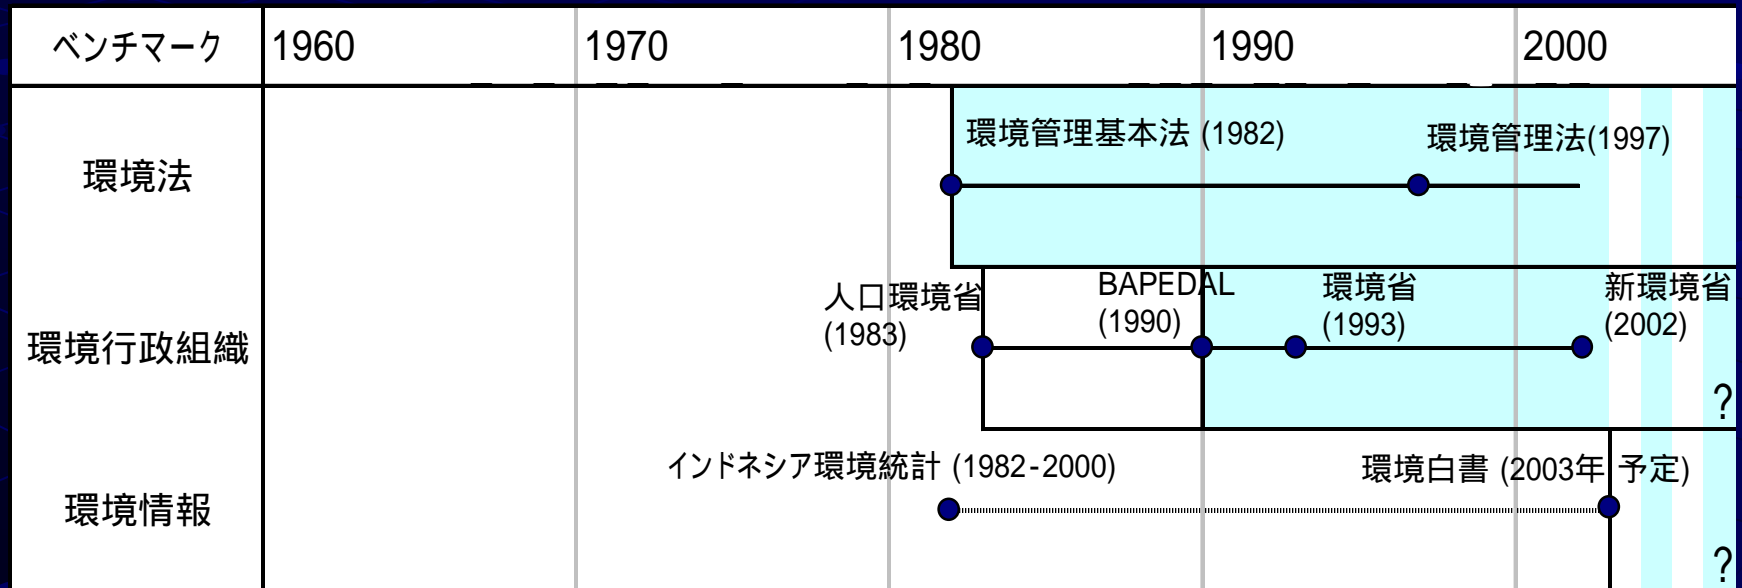 ベンチマーク 1960 1970 1980 1990 2000
環境法
環境管理基本法 (1982)
環境管理法(1997)
環境行政組織
人口環境省
(1983)
BAPEDAL
(1990)
環境省
(1993)
新環境省
(2002)
?
環境情報
インドネシア環境統計 (1982-2000)
環境白書 (2003年 予定)
?